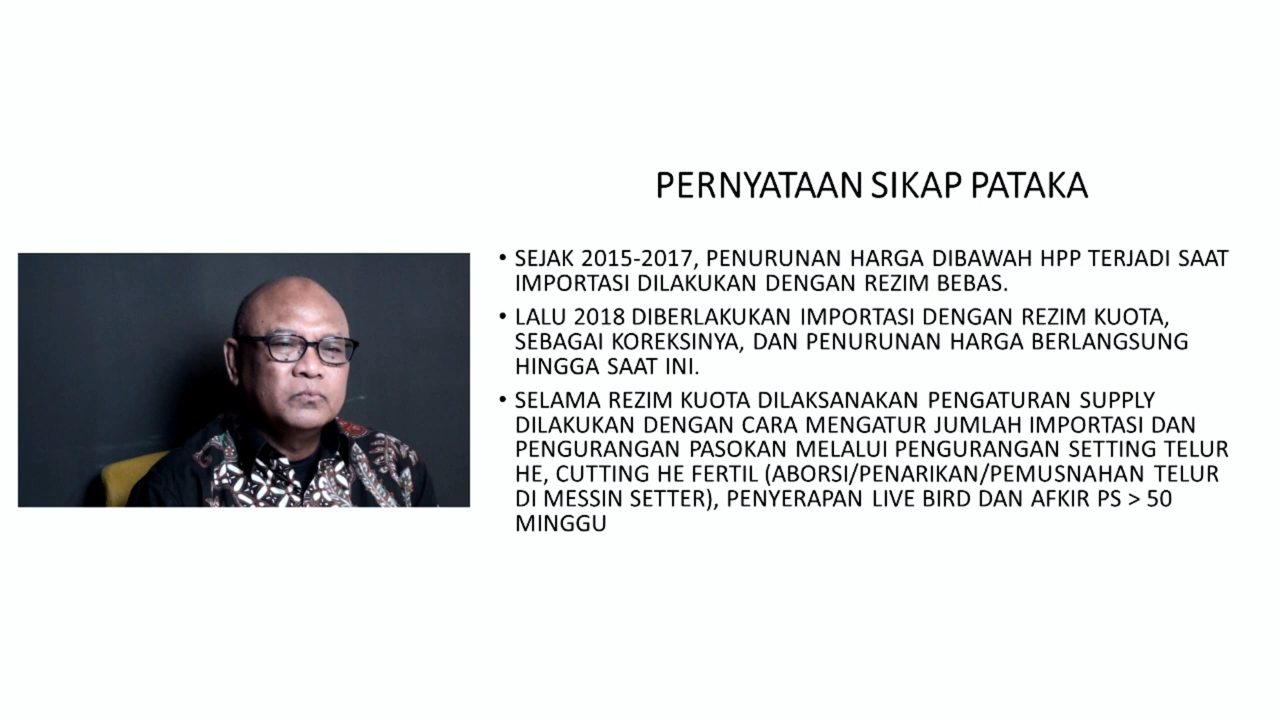 PERNYATAAN SIKAP PATAKA
• SEJAK 2015-2017, PENURUNAN HARGA DIBAWAH HPP TERJADI SAAT
IMPORTASI DILAKUKAN DENGAN REZIM BEBAS.
• LALU 2018 DIBERLAKUKAN IMPORTASI DENGAN REZIM KUOTA,
SEBAGAI KOREKSINYA, DAN PENURUNAN HARGA BERLANGSUNG
HINGGA SAAT INI.
• SELAMA REZIM KUOTA DILAKSANAKAN PENGATURAN SUPPLY
DILAKUKAN DENGAN CARA MENGATUR JUMLAH IMPORTASI DAN
PENGURANGAN PASOKAN MELALUI PENGURANGAN SETTING TELUR
HE, CUTTING HE FERTIL (ABORSI/PENARIKAN/PEMUSNAHAN TELUR
DI MESSIN SETTER), PENYERAPAN LIVE BIRD DAN AFKIR PS > 50
MINGGU